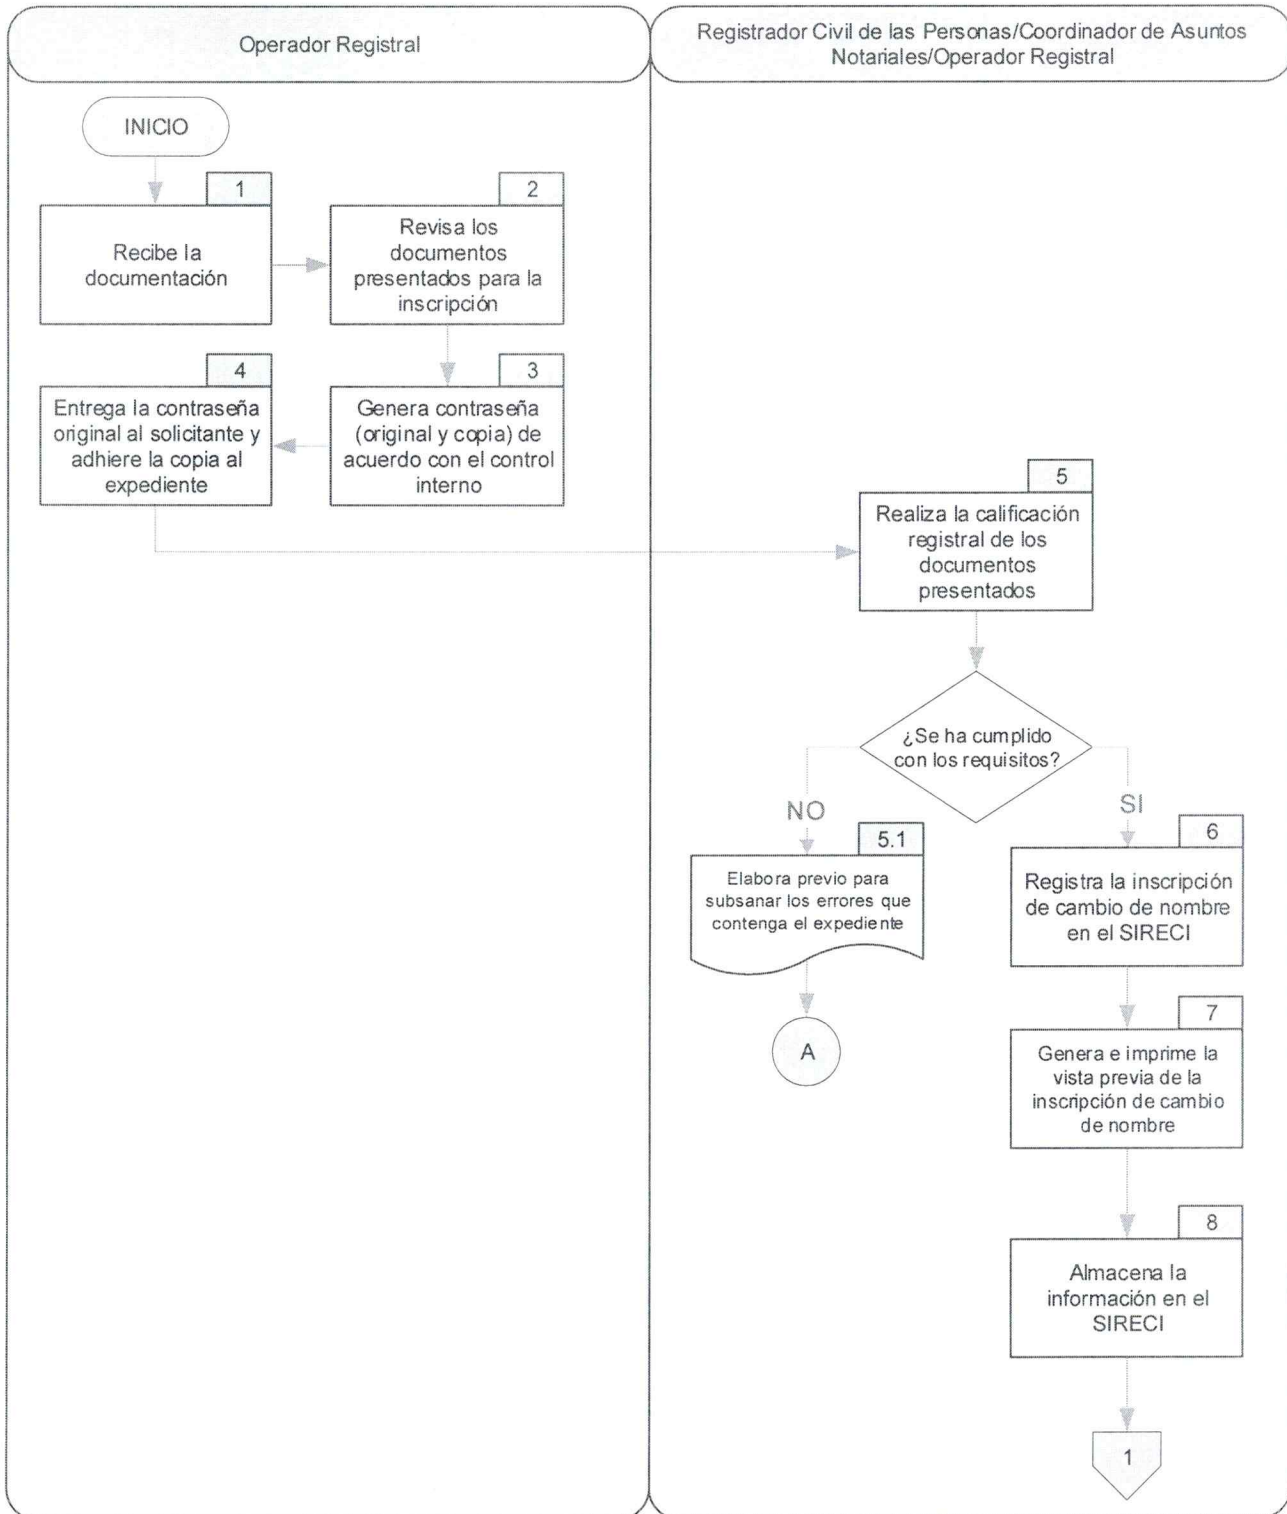 Operador Registral
Registrador Civil de las Personas/Coordinador de Asuntos
Notariales/Operador Registral
INICIO
1
Recibe la
documentación
2
Revisa los
documentos
presentados para la
inscripción
3
Genera contraseña
(original y copia) de
acuerdo con el control
interno
4
Entrega la contraseña
original al solicitante y
adhiere la copia al
expediente
5
Realiza la calificación
registral de los
documentos
presentados
¿Se ha cumplido
con los requisitos?
NO
SI
5.1
Elabora previo para
subsanar los errores que
contenga el expediente
A
6
Registra la inscripción
de cambio de nombre
en el SIRECI
7
Genera e imprime la
vista previa de la
inscripción de cambio
de nombre
8
Almacena la
información en el
SIRECI
1